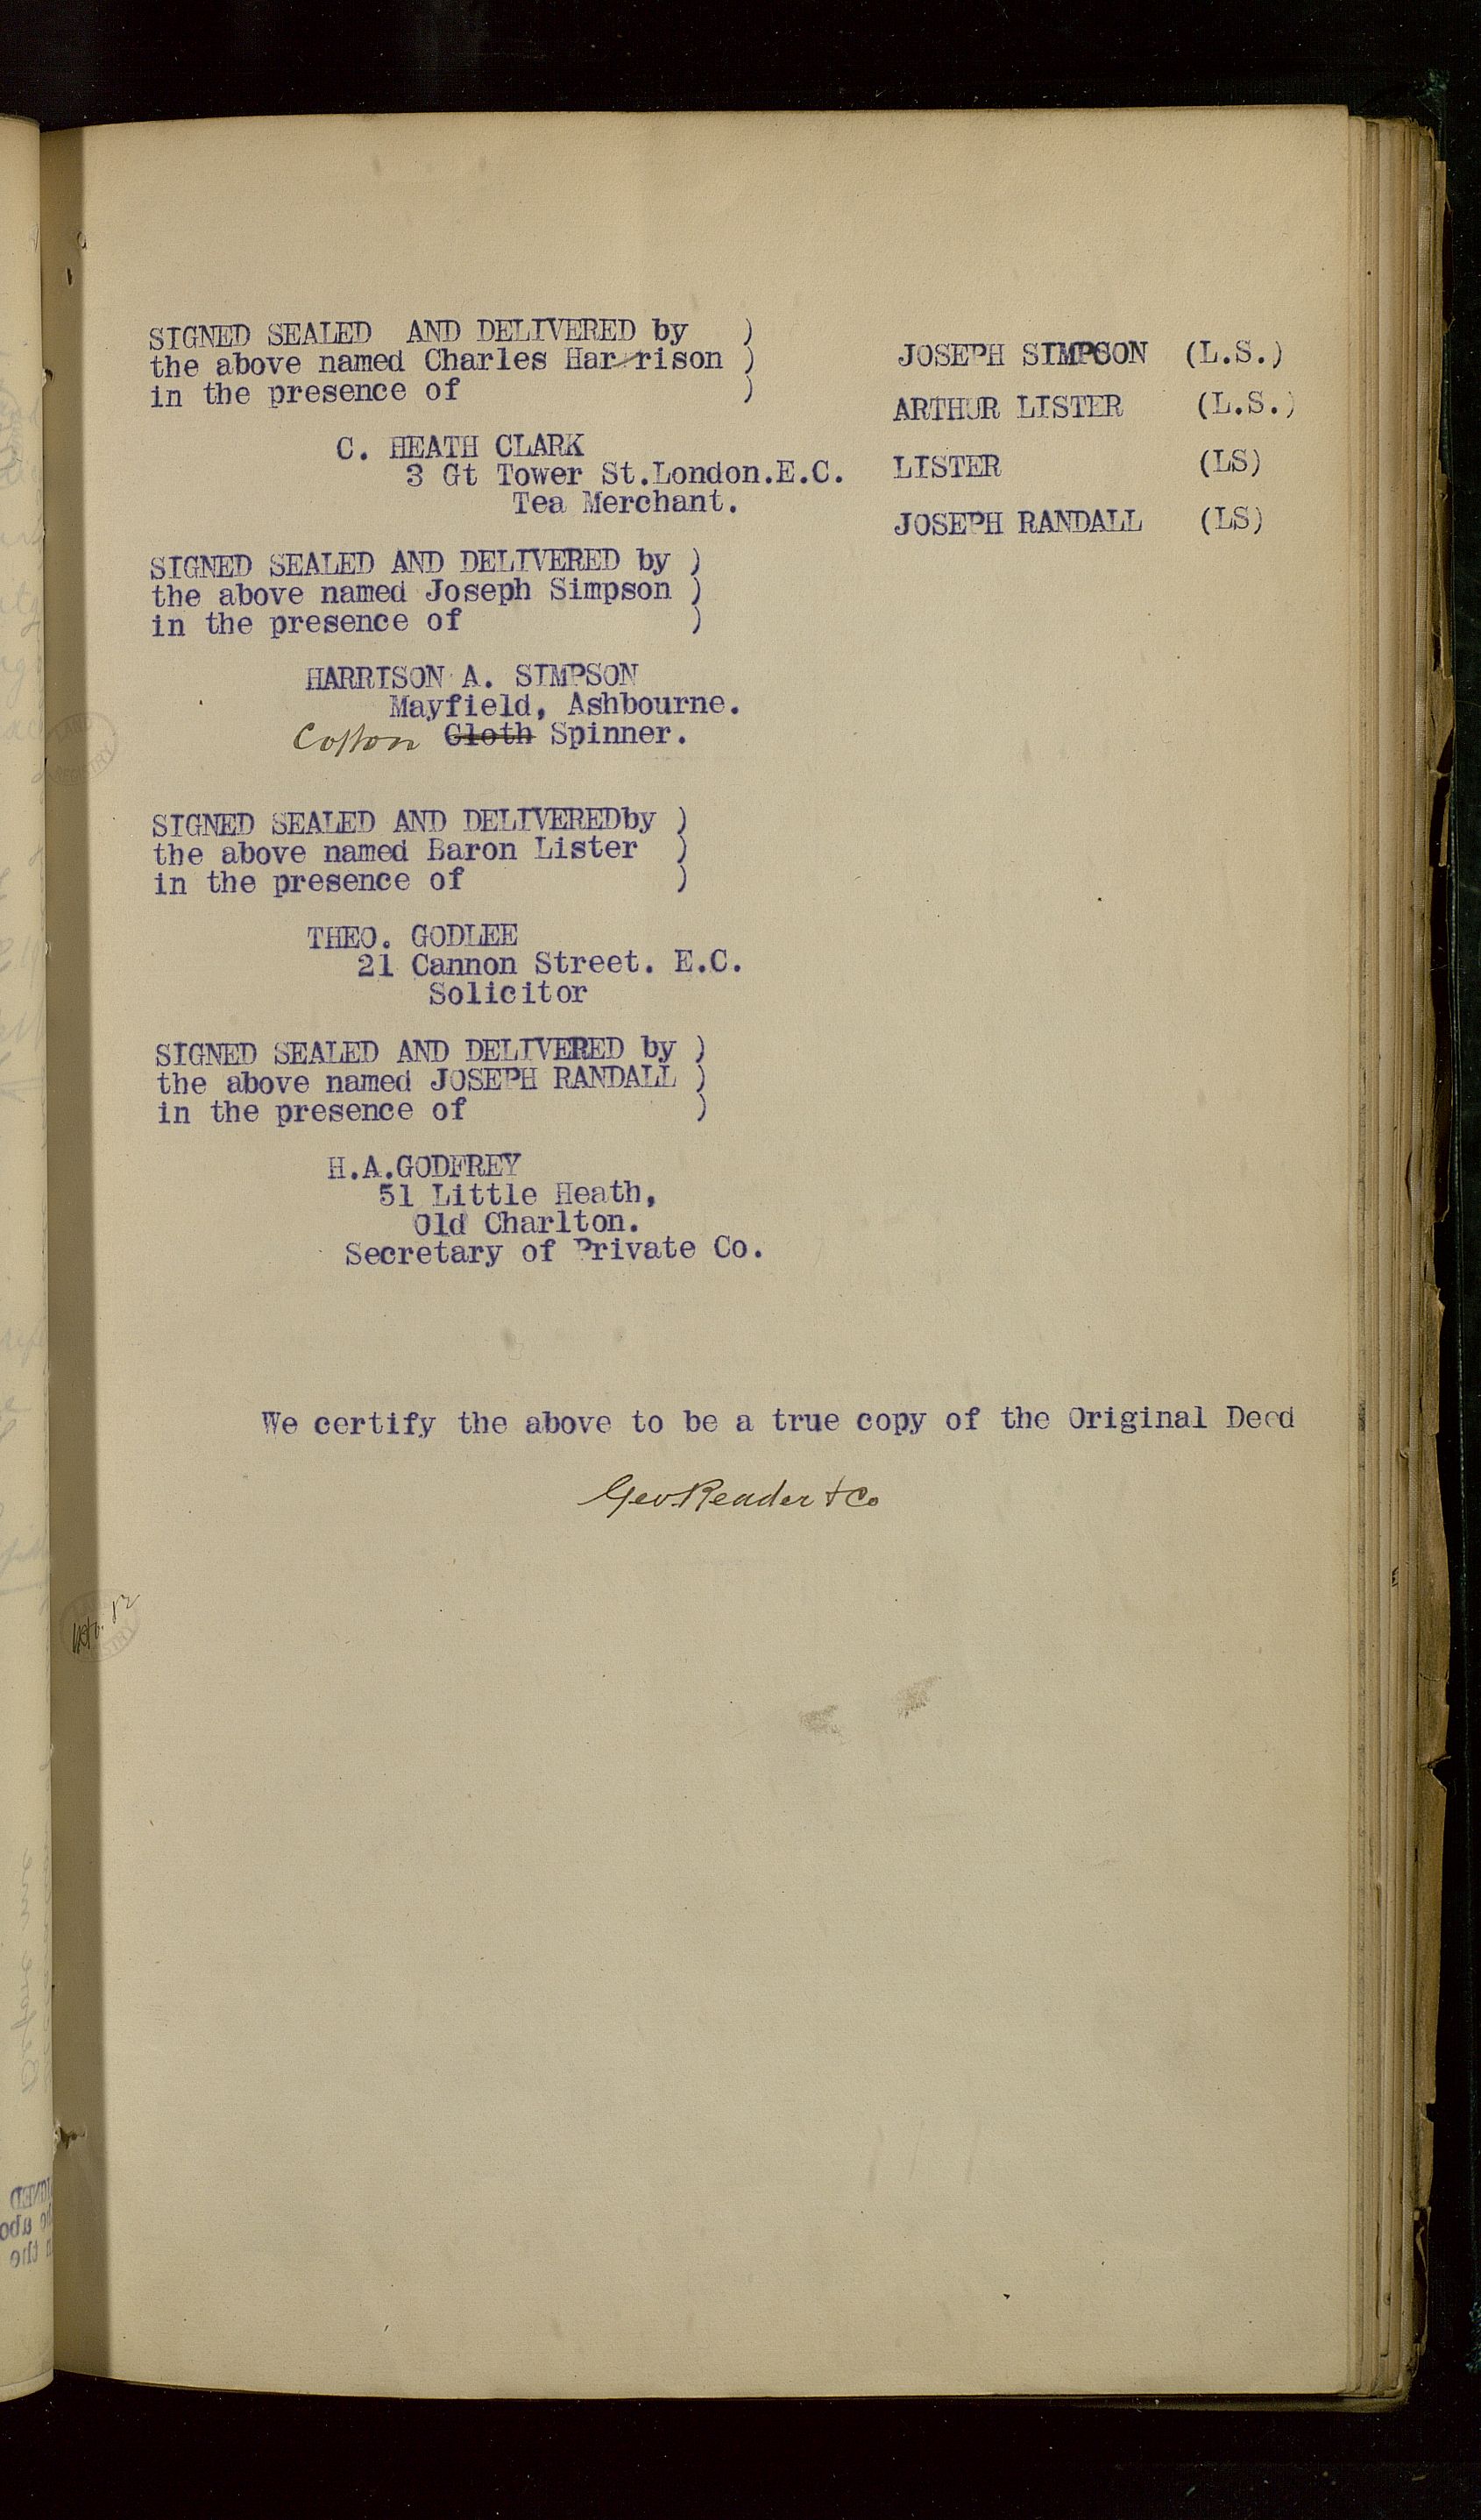 SIGNED SEALED AND DELIVERED by )
the above named Charles Harrison )
in the presence of )
C. HEATH CLARK
3 Gt Tower St.London.E.C.
Tea Merchant.
JOSEPH SIMPSON (L.S.)
ARTHUR LISTER (L.S.)
LISTER (LS)
JOSEPH RANDALL (LS)
SIGNED SEALED AND DELIVERED by )
the above named Joseph Simpson )
in the presence of )
HARRISON A. SIMPSON
Mayfield, Ashbourne.
Cotton Cloth Spinner.
SIGNED SEALED AND DELIVEREDby )
the above named Baron Lister )
in the presence of )
THEO. GODLEE
21 Cannon Street. E.C.
Solicitor
SIGNED SEALED AND DELIVERED by )
the above named JOSEPH RANDALL )
in the presence of )
H.A.GODFREY
51 Little Heath,
Old Charlton.
Secretary of Private Co.
We certify the above to be a true copy of the Original Deed
Geo Reader & Co